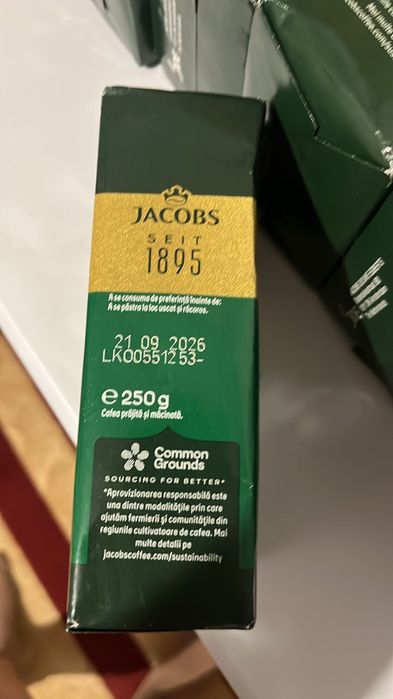 JACOBS
SEIT
1895
A se consuma de preferință înainte de:
A se păstra la loc uscat și răcoros.
21 09 2026
LK00551253-
e 250g
Cafea prăjită și măcinată.
Common
Grounds
SOURCING FOR BETTER*
*Aprovizionarea responsabilă este
una dintre modalitățile prin care
ajutăm fermierii și comunitățile din
regiunile cultivatoare de cafea. Mai
multe detalii pe
jacobscoffee.com/sustainability